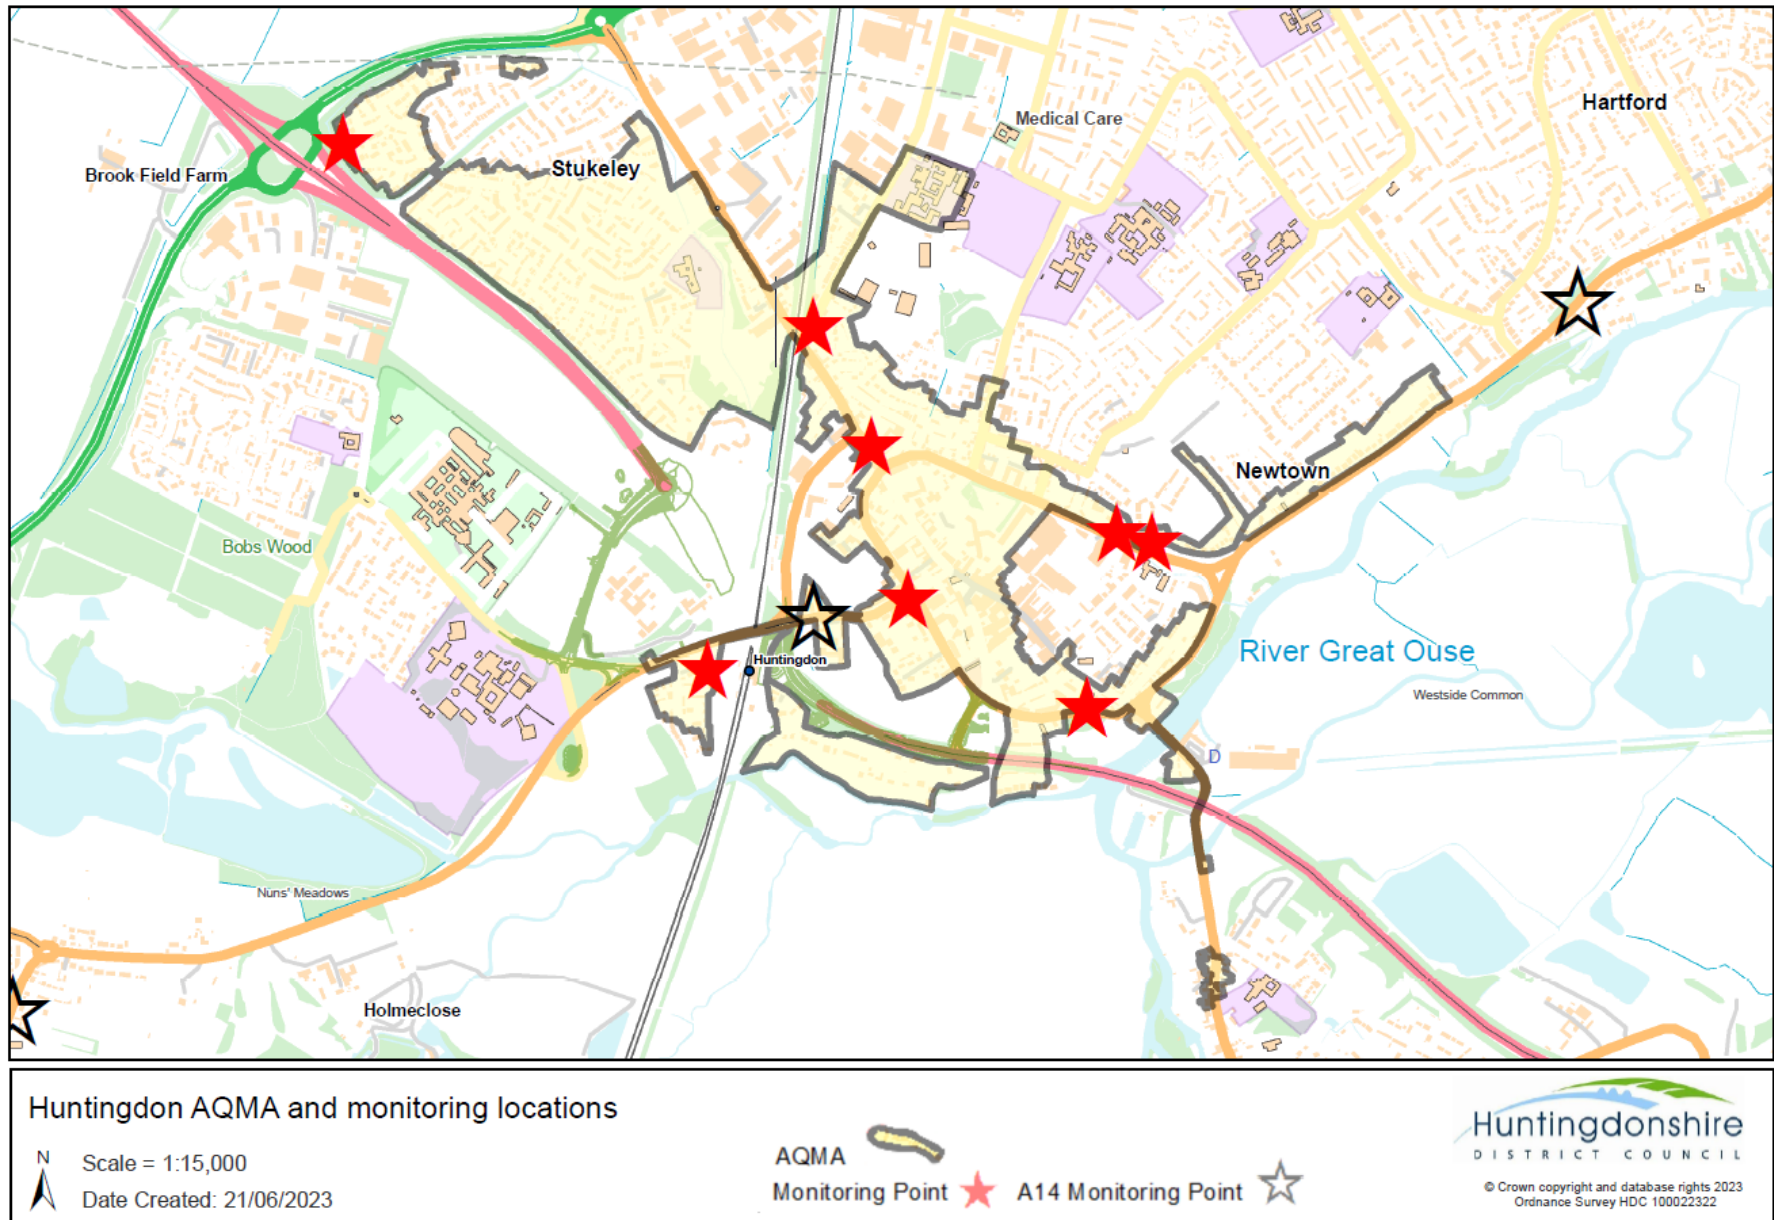 Hartford
Medical Care
Stukeley
Brook Field Farm
Newtown
Bobs Wood
River Great Ouse
Huntingdon
Westside Common
D
Nuns' Meadows
Holmeclose
Huntingdon AQMA and monitoring locations
N
Scale = 1:15,000
Date Created: 21/06/2023
AQMA
Monitoring Point
A14 Monitoring Point
Huntingdonshire
DISTRICT COUNCIL
© Crown copyright and database rights 2023
Ordnance Survey HDC 100022322